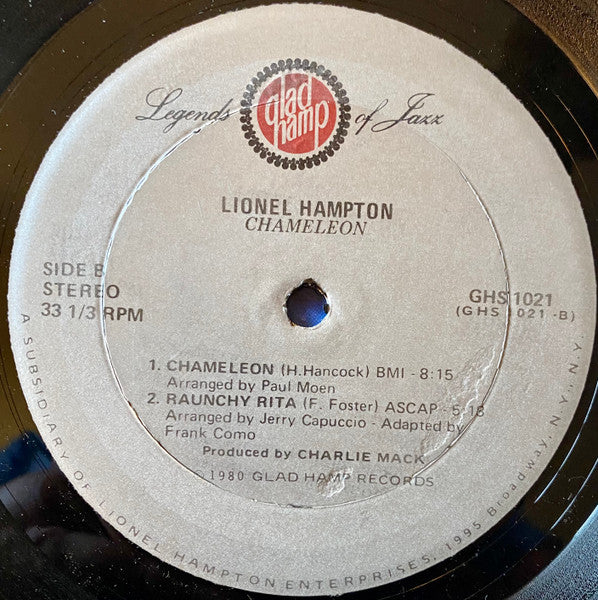 Legends of Jazz
glad hamp
LIONEL HAMPTON
CHAMELEON
SIDE B
STEREO
33 1/3 RPM
GHS 1021
(GHS 1021 -B)
1. CHAMELEON (H.Hancock) BMI - 8:15
Arranged by Paul Moen
2. RAUNCHY RITA (F. Foster) ASCAP - 5-18
Arranged by Jerry Capuccio - Adapted by
Frank Como
Produced by CHARLIE MACK
1980 GLAD HAMP RECORDS
A SUBSIDIARY OF LIONEL HAMPTON ENTERPRISES, 1995 Broadway, N.Y., N.Y.